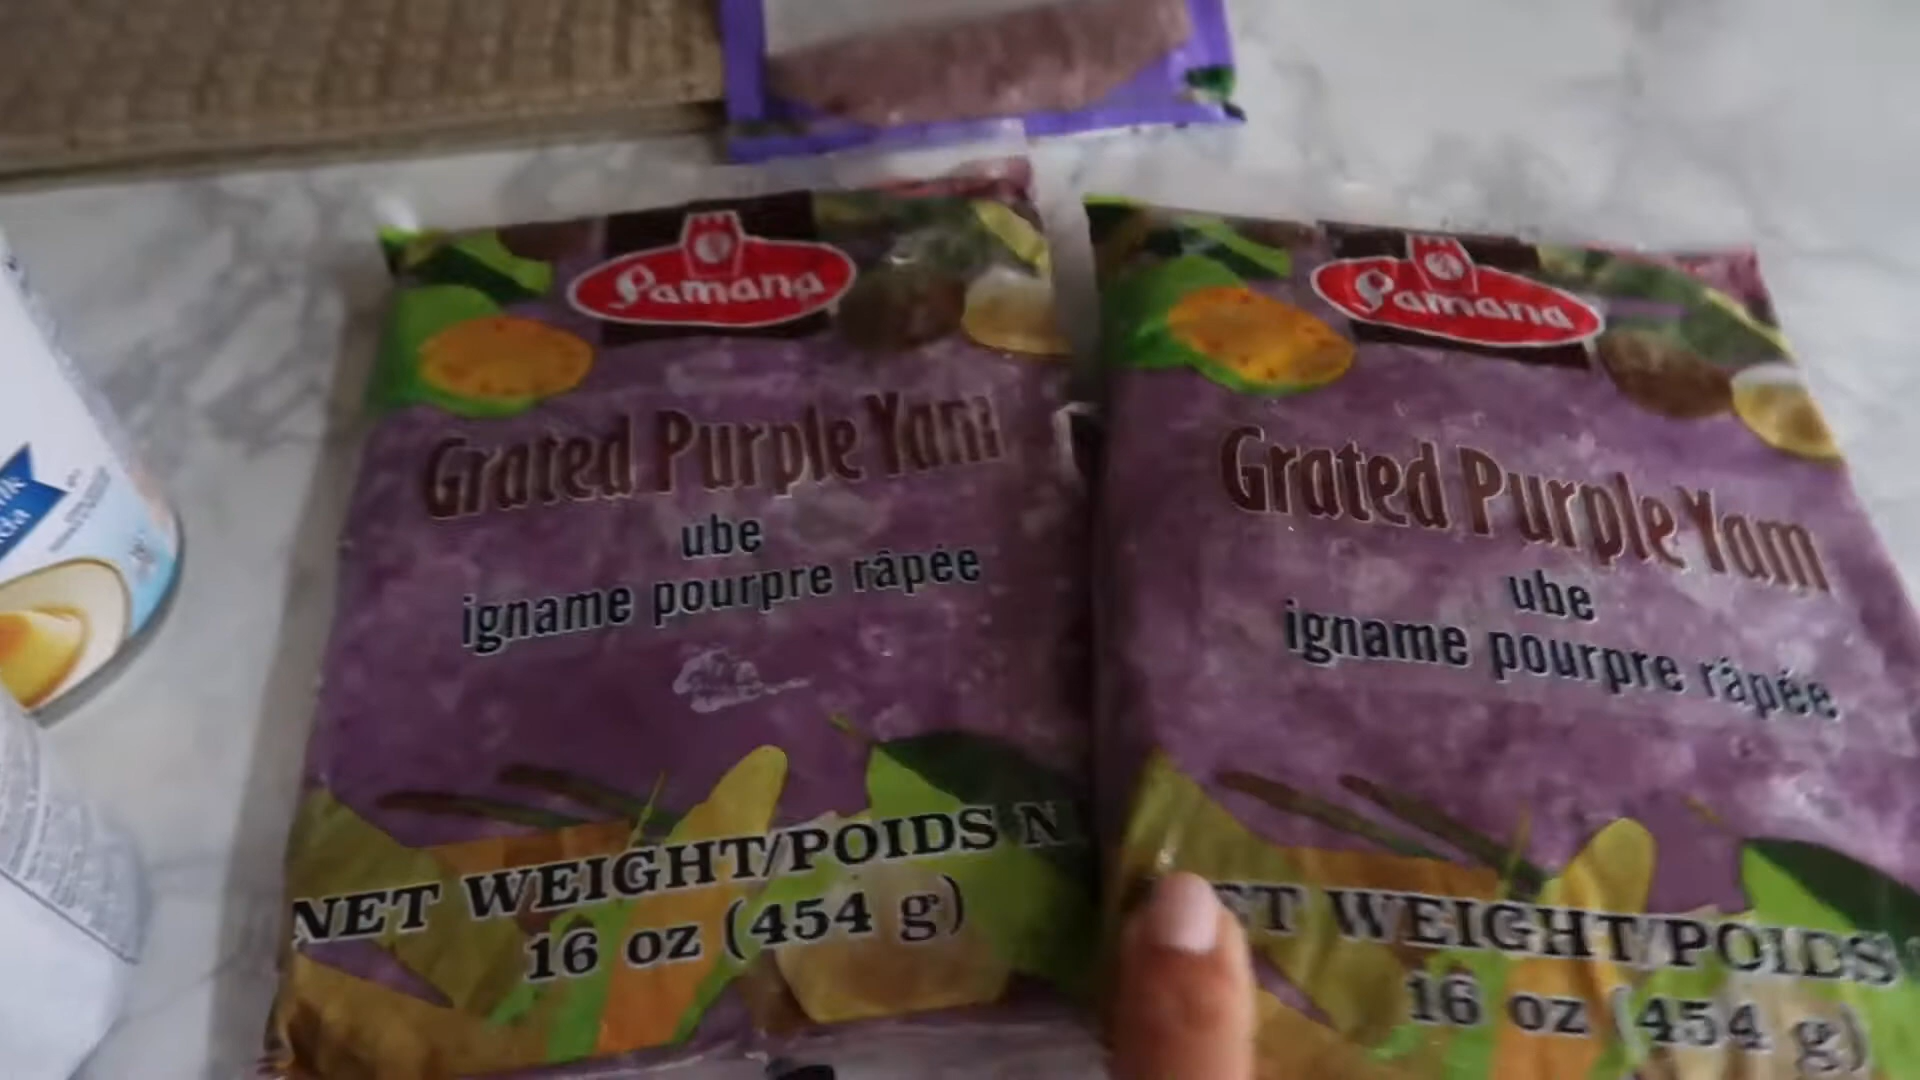 Pamana
Grated Purple Yam
ube
igname pourpre râpée
NET WEIGHT/POIDS N
16 oz (454 g)
Pamana
Grated Purple Yam
ube
igname pourpre râpée
ET WEIGHT/POIDS
16 oz (454 g)